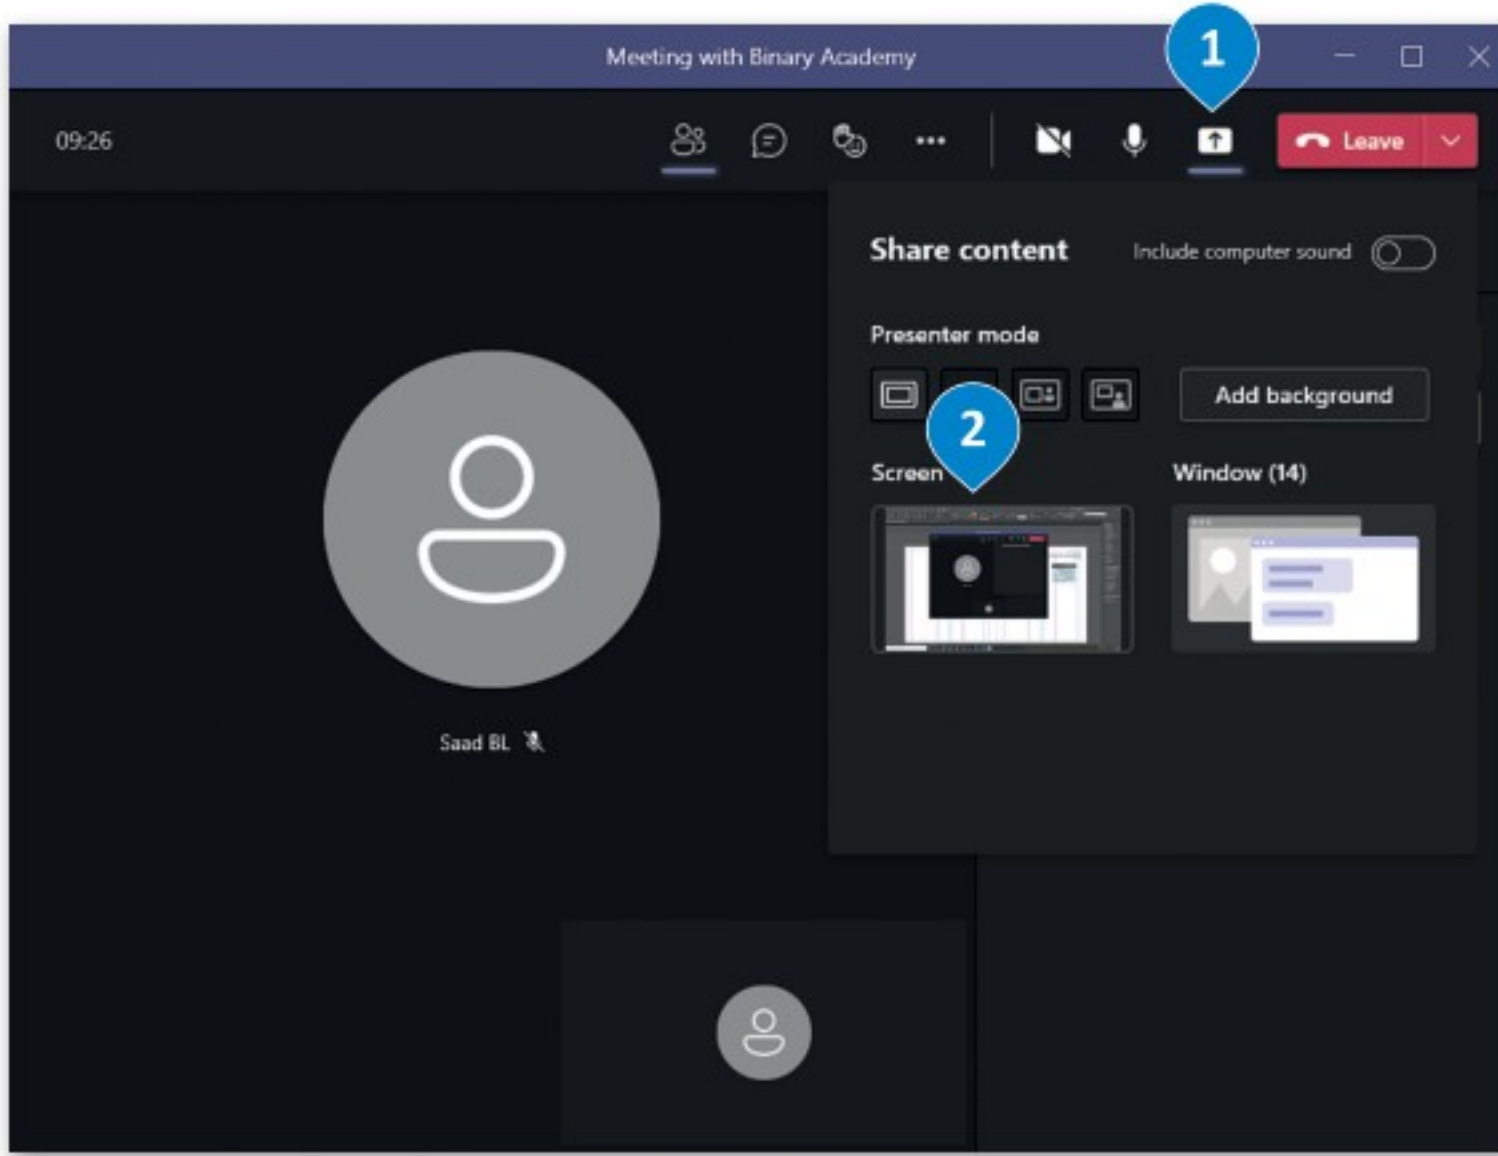 1
Meeting with Binary Academy
09:26
Leave
Share content
Include computer sound
Presenter mode
Add background
2
Screen
Window (14)
Saad BL